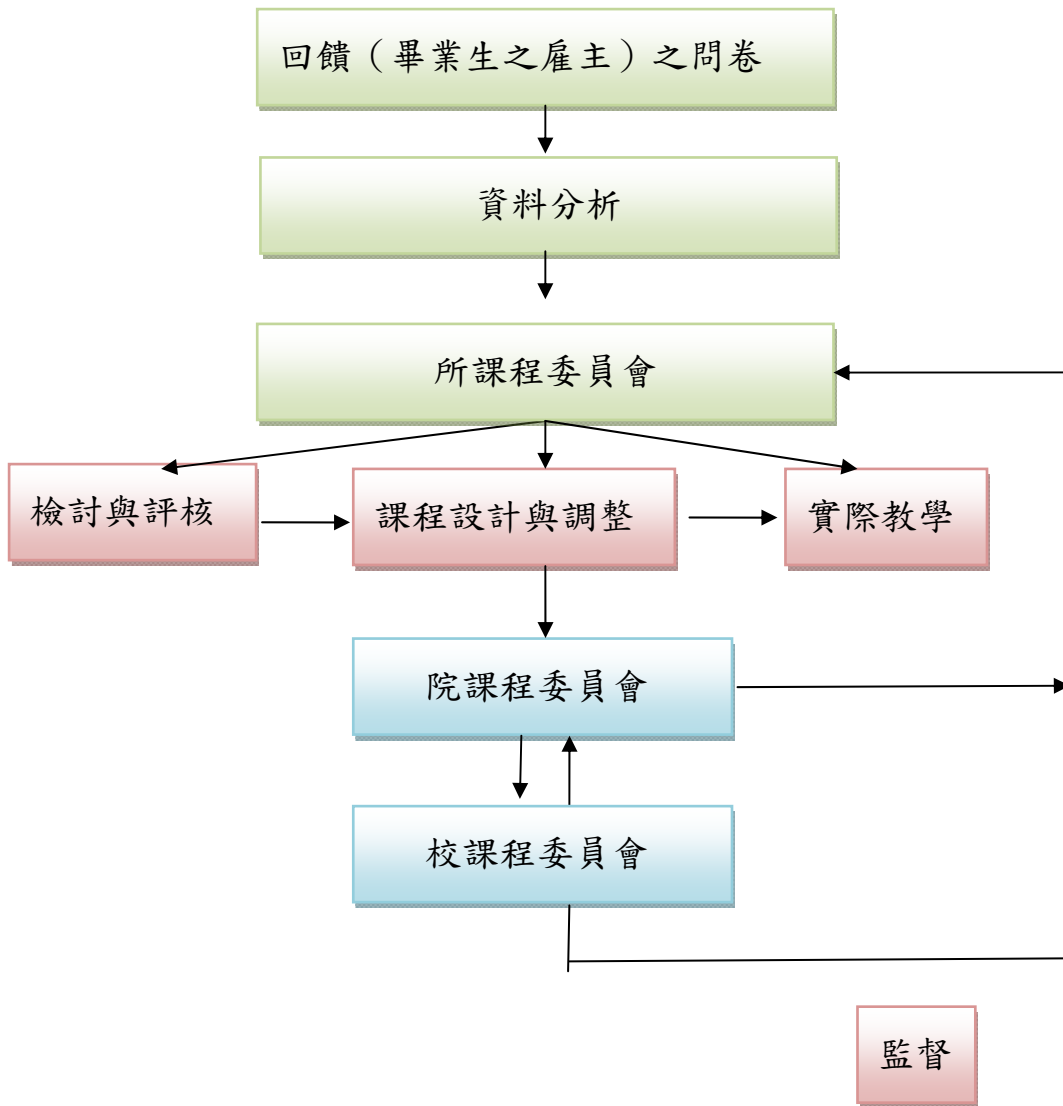 回饋（畢業生之雇主）之問卷
資料分析
所課程委員會
檢討與評核
課程設計與調整
實際教學
院課程委員會
校課程委員會
監督